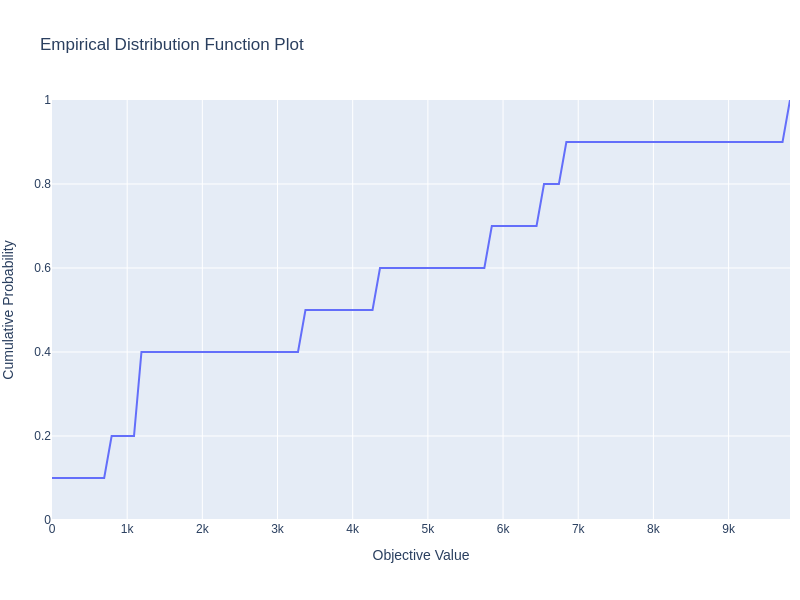 Empirical Distribution Function Plot
1
0.8
0.6
0.4
0.2
0
Cumulative Probability
0 1k 2k 3k 4k 5k 6k 7k 8k 9k
Objective Value